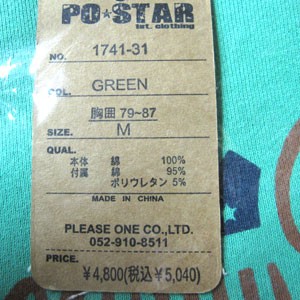 PO★STAR
1st. clothing
NO. 1741-31
COL. GREEN
胸囲 79~87
SIZE. M
QUAL.
本体 綿 100%
付属 綿 95%
ポリウレタン 5%
MADE IN CHINA
PLEASE ONE CO.,LTD.
052-910-8511
PRICE.
¥4,800(税込¥5,040)